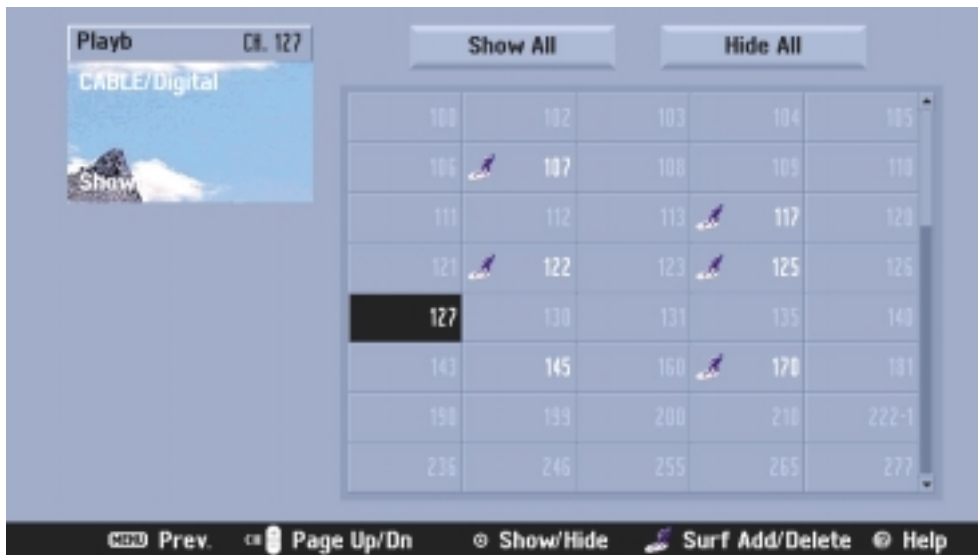 Playb CH. 127
CABLE/Digital
Show
Show All Hide All
100 102 103 104 105
106 107 108 109 110
111 112 113 117 120
121 122 123 125 126
127 130 131 135 140
143 145 160 170 181
190 199 200 210 222-1
236 246 255 265 277
MENU Prev. CH Page Up/Dn Show/Hide Surf Add/Delete ? Help